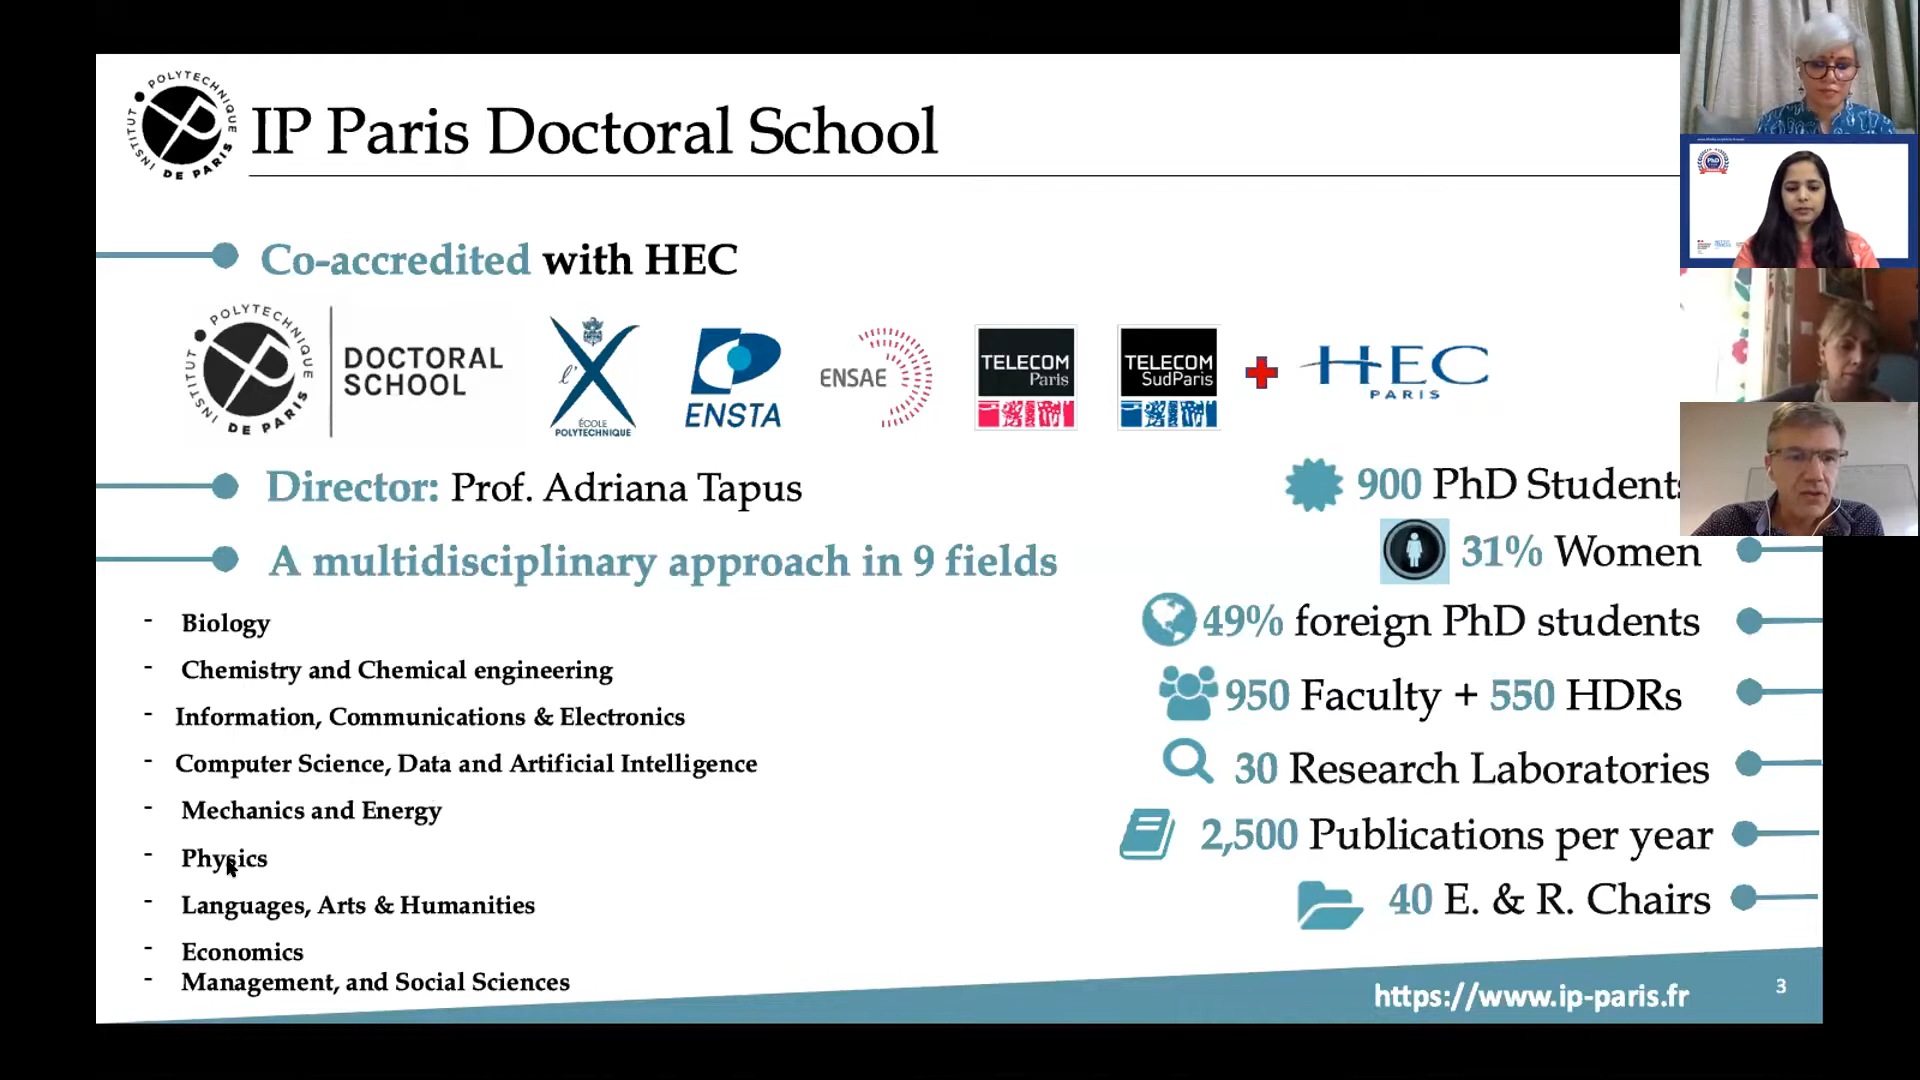 INSTITUT POLYTECHNIQUE DE PARIS
IP Paris Doctoral School
Co-accredited with HEC
INSTITUT POLYTECHNIQUE DE PARIS
DOCTORAL
SCHOOL
l'X
ÉCOLE
POLYTECHNIQUE
ENSTA
ENSAE
TELECOM
Paris
TELECOM
SudParis
HEC
PARIS
Director: Prof. Adriana Tapus
A multidisciplinary approach in 9 fields
- Biology
- Chemistry and Chemical engineering
- Information, Communications & Electronics
- Computer Science, Data and Artificial Intelligence
- Mechanics and Energy
- Physics
- Languages, Arts & Humanities
- Economics
- Management, and Social Sciences
900 PhD Students
31% Women
49% foreign PhD students
950 Faculty + 550 HDRs
30 Research Laboratories
2,500 Publications per year
40 E. & R. Chairs
https://www.ip-paris.fr
3
PhD